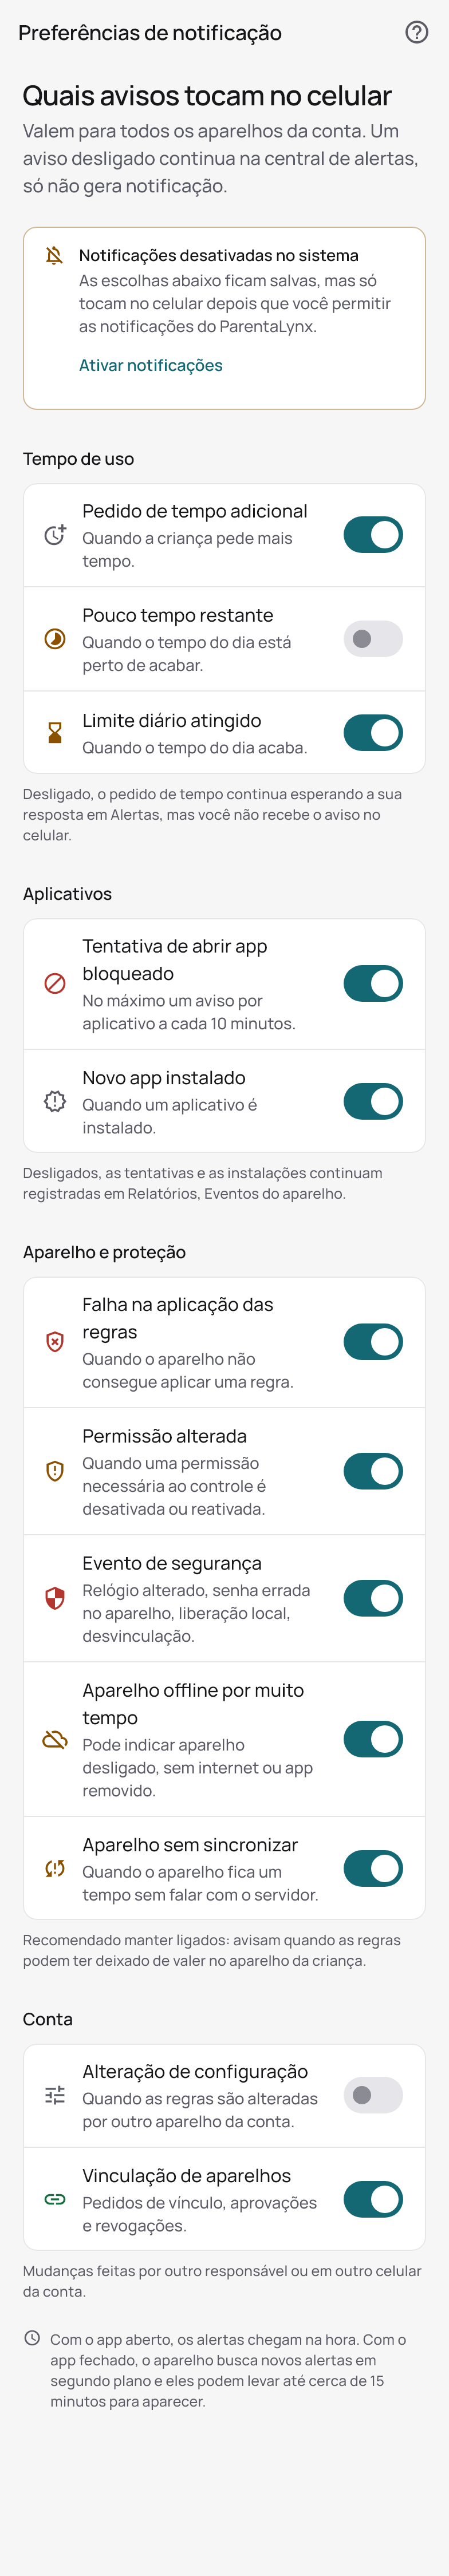 Preferências de notificação
Quais avisos tocam no celular
Valem para todos os aparelhos da conta. Um
aviso desligado continua na central de alertas,
só não gera notificação.
Notificações desativadas no sistema
As escolhas abaixo ficam salvas, mas só
tocam no celular depois que você permitir
as notificações do ParentaLynx.
Ativar notificações
Tempo de uso
Pedido de tempo adicional
Quando a criança pede mais
tempo.
Pouco tempo restante
Quando o tempo do dia está
perto de acabar.
Limite diário atingido
Quando o tempo do dia acaba.
Desligado, o pedido de tempo continua esperando a sua
resposta em Alertas, mas você não recebe o aviso no
celular.
Aplicativos
Tentativa de abrir app
bloqueado
No máximo um aviso por
aplicativo a cada 10 minutos.
Novo app instalado
Quando um aplicativo é
instalado.
Desligados, as tentativas e as instalações continuam
registradas em Relatórios, Eventos do aparelho.
Aparelho e proteção
Falha na aplicação das
regras
Quando o aparelho não
consegue aplicar uma regra.
Permissão alterada
Quando uma permissão
necessária ao controle é
desativada ou reativada.
Evento de segurança
Relógio alterado, senha errada
no aparelho, liberação local,
desvinculação.
Aparelho offline por muito
tempo
Pode indicar aparelho
desligado, sem internet ou app
removido.
Aparelho sem sincronizar
Quando o aparelho fica um
tempo sem falar com o servidor.
Recomendado manter ligados: avisam quando as regras
podem ter deixado de valer no aparelho da criança.
Conta
Alteração de configuração
Quando as regras são alteradas
por outro aparelho da conta.
Vinculação de aparelhos
Pedidos de vínculo, aprovações
e revogações.
Mudanças feitas por outro responsável ou em outro celular
da conta.
Com o app aberto, os alertas chegam na hora. Com o
app fechado, o aparelho busca novos alertas em
segundo plano e eles podem levar até cerca de 15
minutos para aparecer.